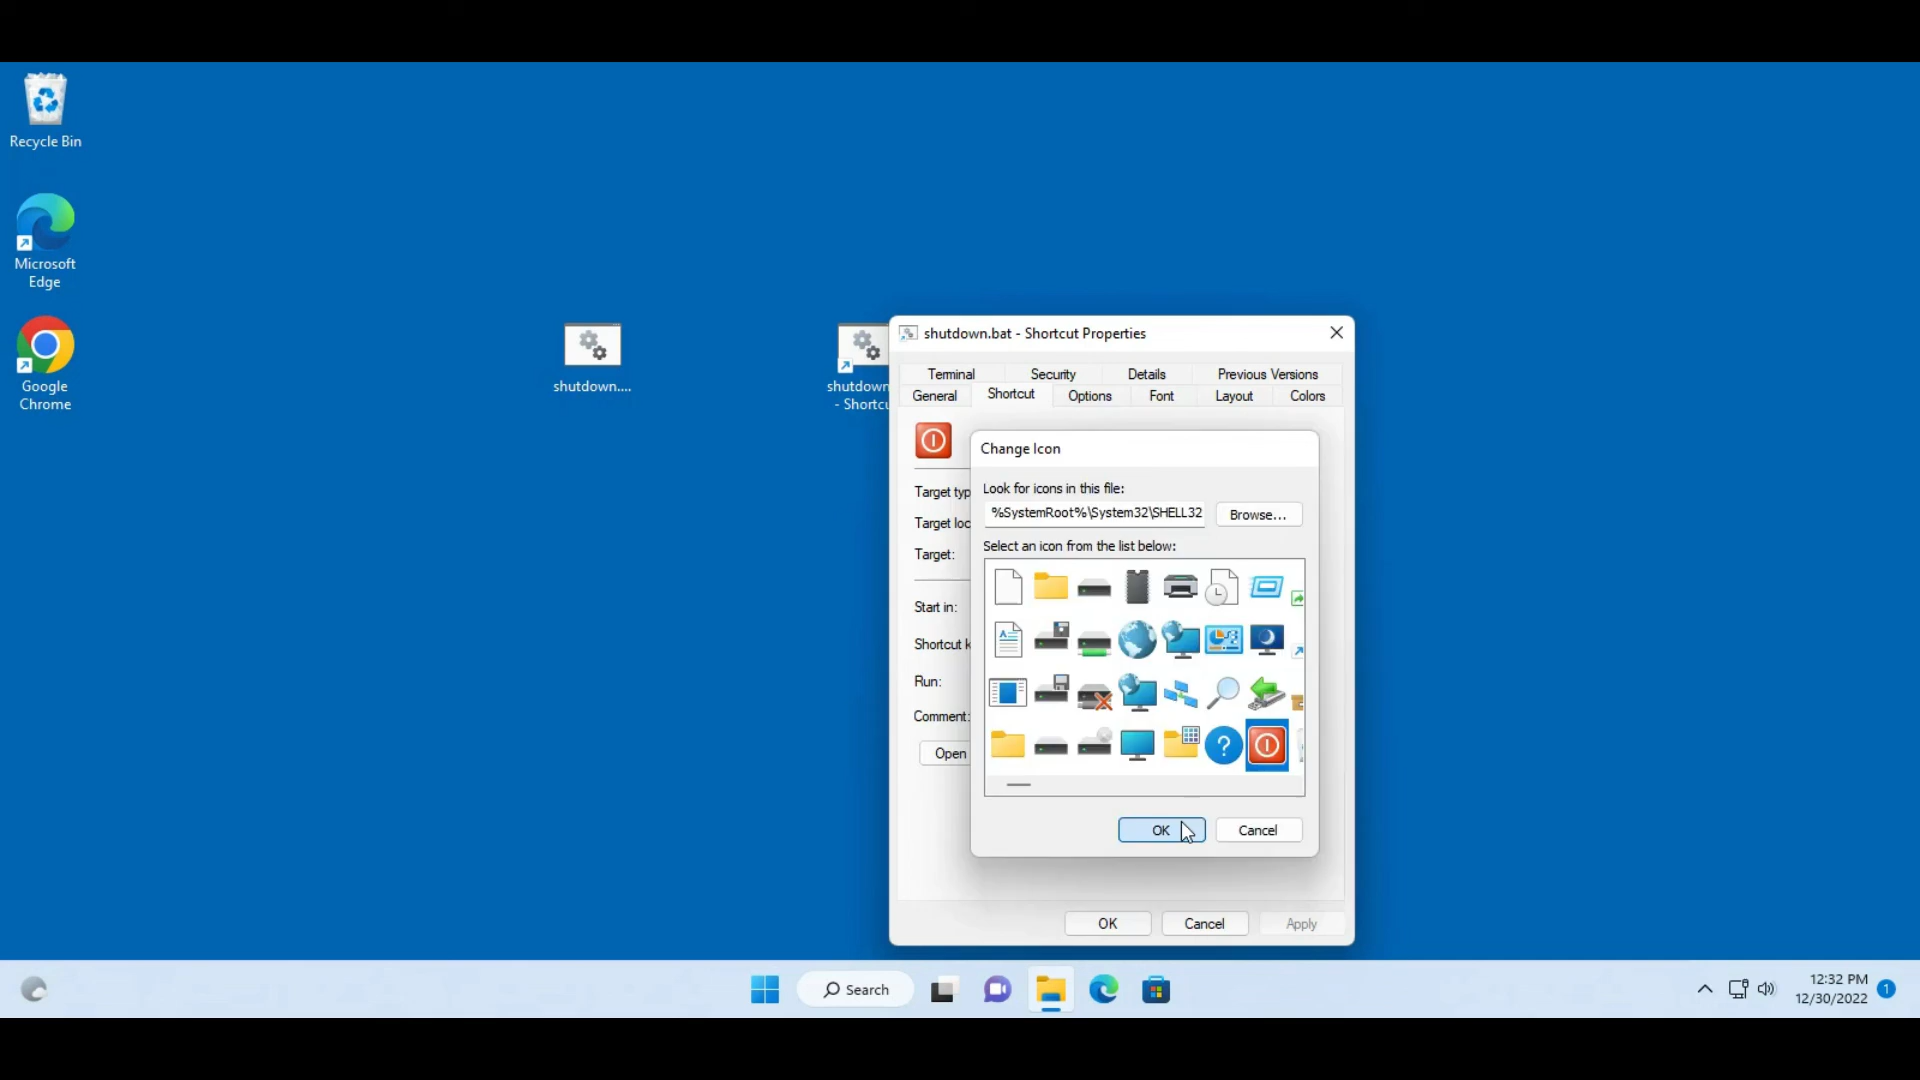 Recycle Bin
Microsoft
Edge
Google
Chrome
shutdown....
shutdown
- Shortcu
shutdown.bat - Shortcut Properties
Terminal Security Details Previous Versions
General Shortcut Options Font Layout Colors
Change Icon
Look for icons in this file:
%SystemRoot%\System32\SHELL32
Browse...
Select an icon from the list below:
Target typ
Target loc
Target:
Start in:
Shortcut k
Run:
Comment:
Open
OK Cancel
OK Cancel Apply
Search
12:32 PM
12/30/2022
1